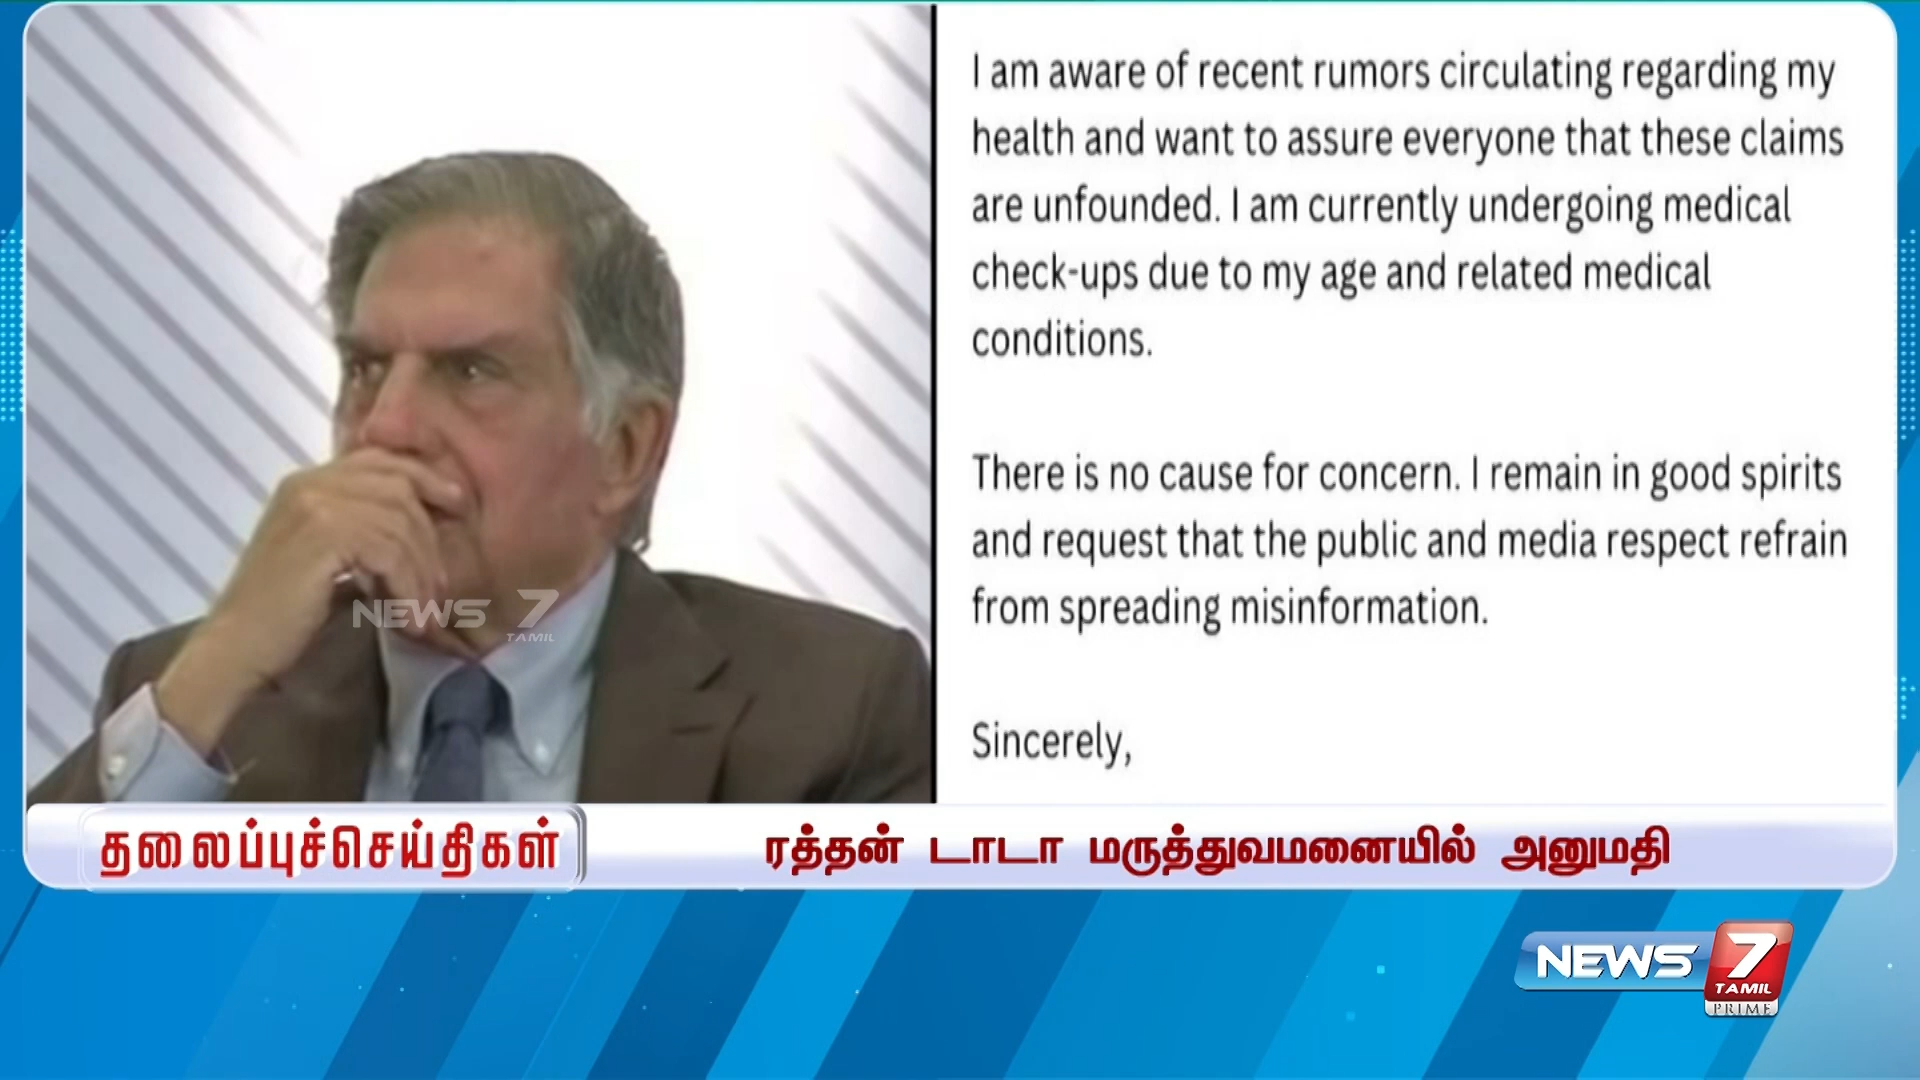 I am aware of recent rumors circulating regarding my
health and want to assure everyone that these claims
are unfounded. I am currently undergoing medical
check-ups due to my age and related medical
conditions.
There is no cause for concern. I remain in good spirits
and request that the public and media respect refrain
from spreading misinformation.
Sincerely,
NEWS 7
TAMIL
தலைப்புச்செய்திகள்
ரத்தன் டாடா மருத்துவமனையில் அனுமதி
NEWS 7
TAMIL
PRIME